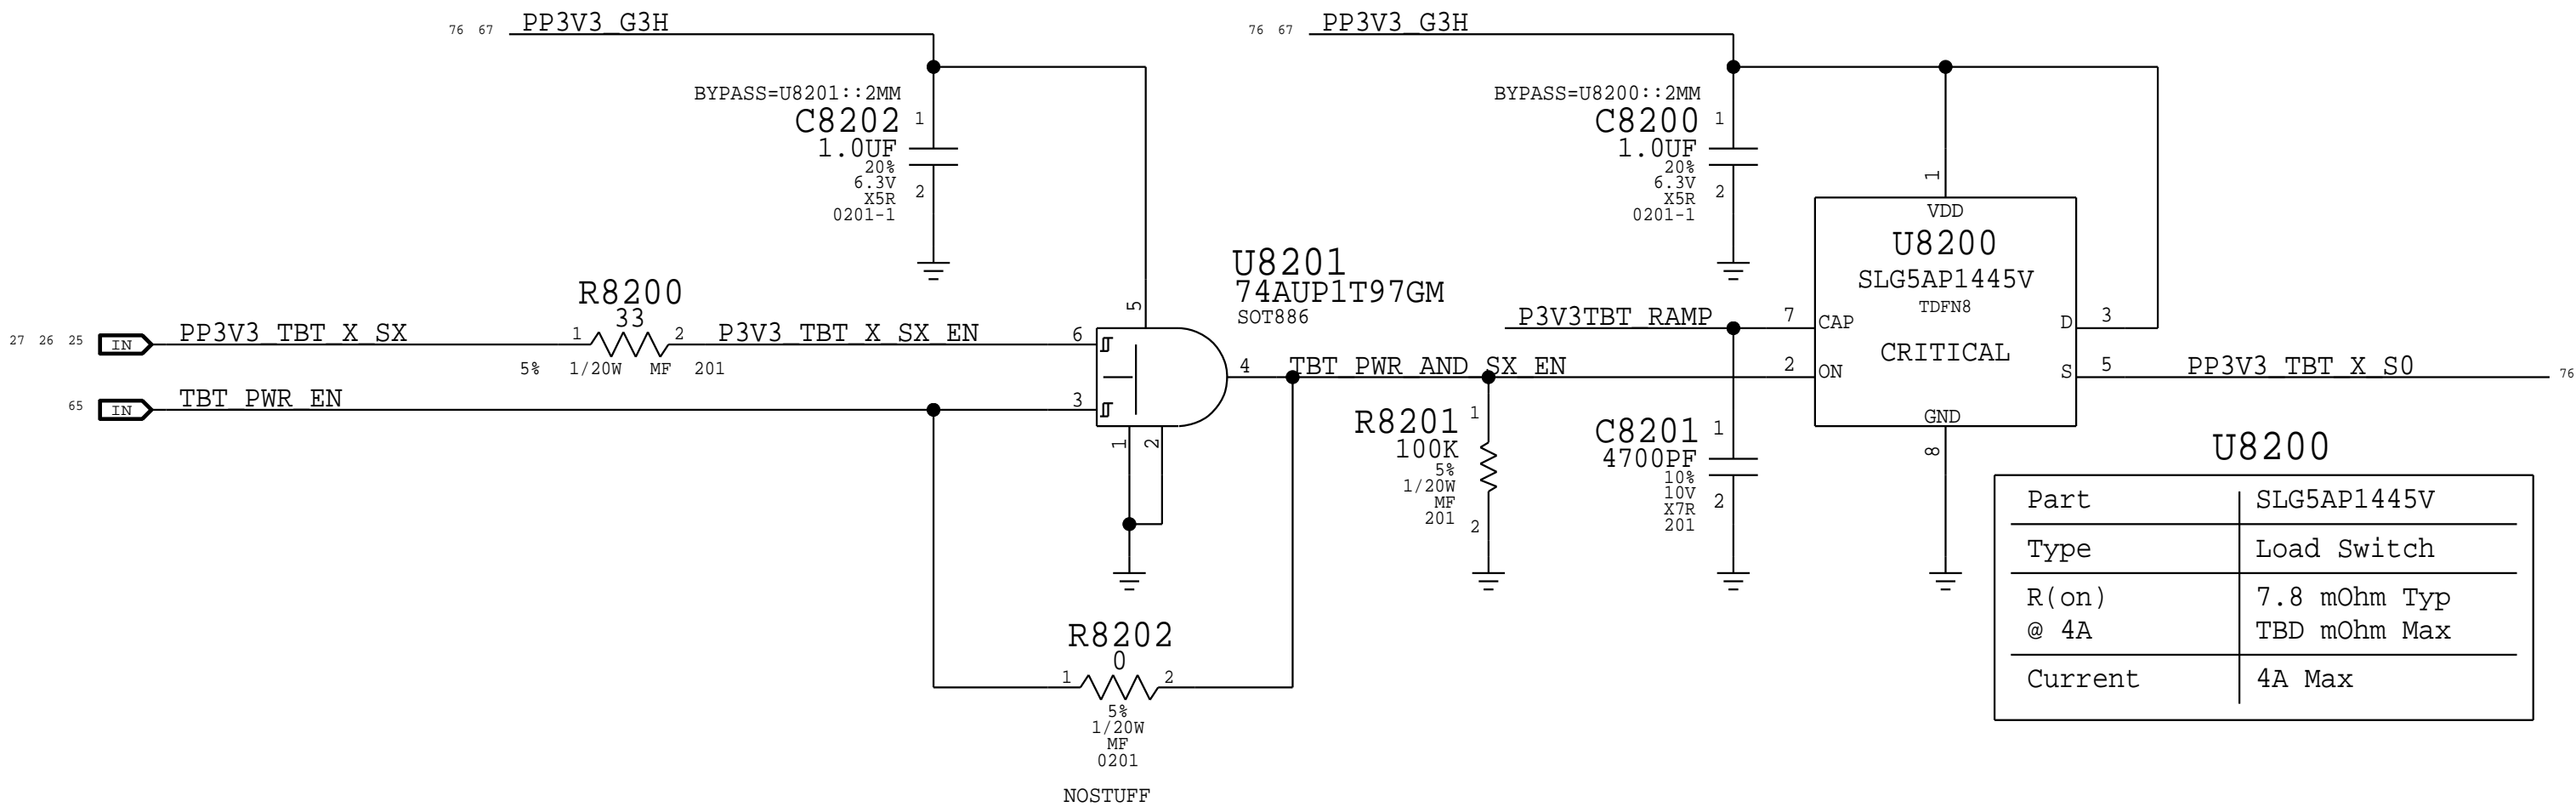 76 67 PP3V3_G3H
BYPASS=U8201::2MM
C8202
1.0UF
20%
6.3V
X5R
0201-1
1
2
76 67 PP3V3_G3H
BYPASS=U8200::2MM
C8200
1.0UF
20%
6.3V
X5R
0201-1
1
2
27 26 25 IN PP3V3_TBT_X_SX
R8200
33
1 2
5% 1/20W MF 201
P3V3_TBT_X_SX_EN
65 IN TBT_PWR_EN
U8201
74AUP1T97GM
SOT886
5
6
3
4
1
2
TBT_PWR_AND_SX_EN
R8202
0
1 2
5%
1/20W
MF
0201
NOSTUFF
R8201
100K
5%
1/20W
MF
201
1
2
P3V3TBT_RAMP
C8201
4700PF
10%
10V
X7R
201
1
2
1
VDD
U8200
SLG5AP1445V
TDFN8
7 CAP
D 3
CRITICAL
2 ON
S 5
GND
8
PP3V3_TBT_X_S0 76
U8200
Part SLG5AP1445V
Type Load Switch
R(on) 7.8 mOhm Typ
@ 4A TBD mOhm Max
Current 4A Max